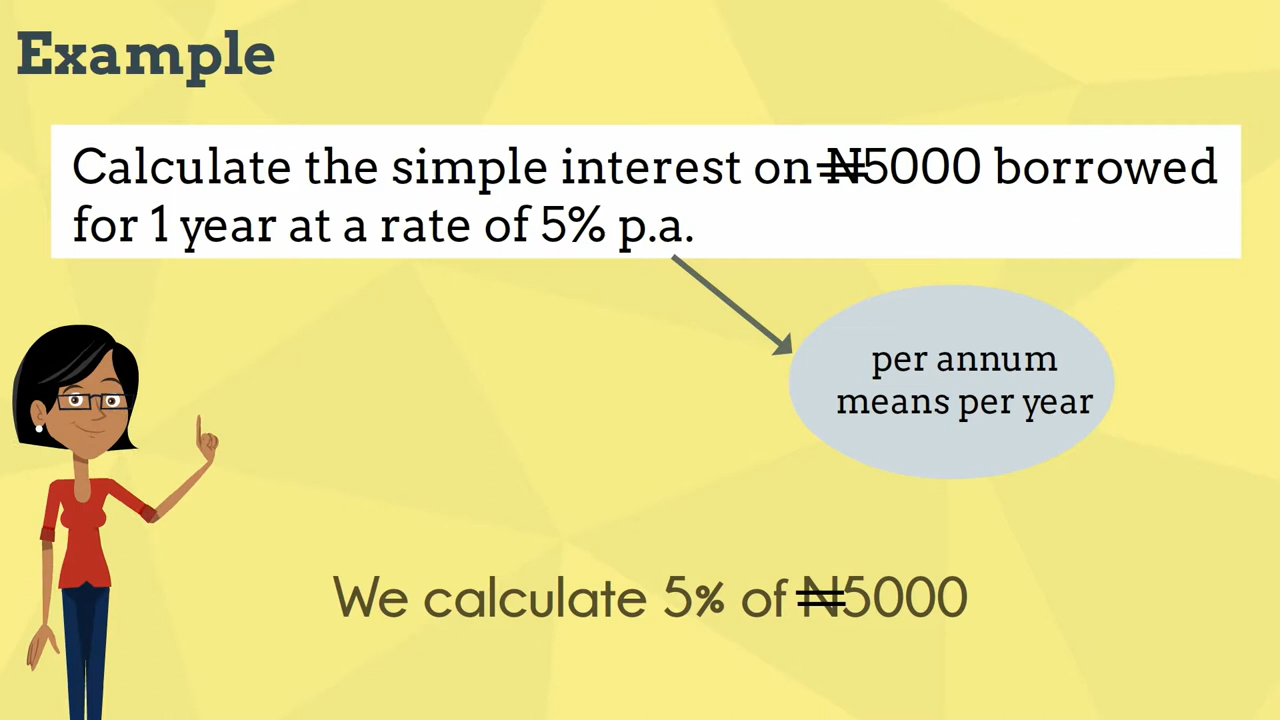 Example
Calculate the simple interest on ₦5000 borrowed
for 1 year at a rate of 5% p.a.
per annum
means per year
We calculate 5% of ₦5000